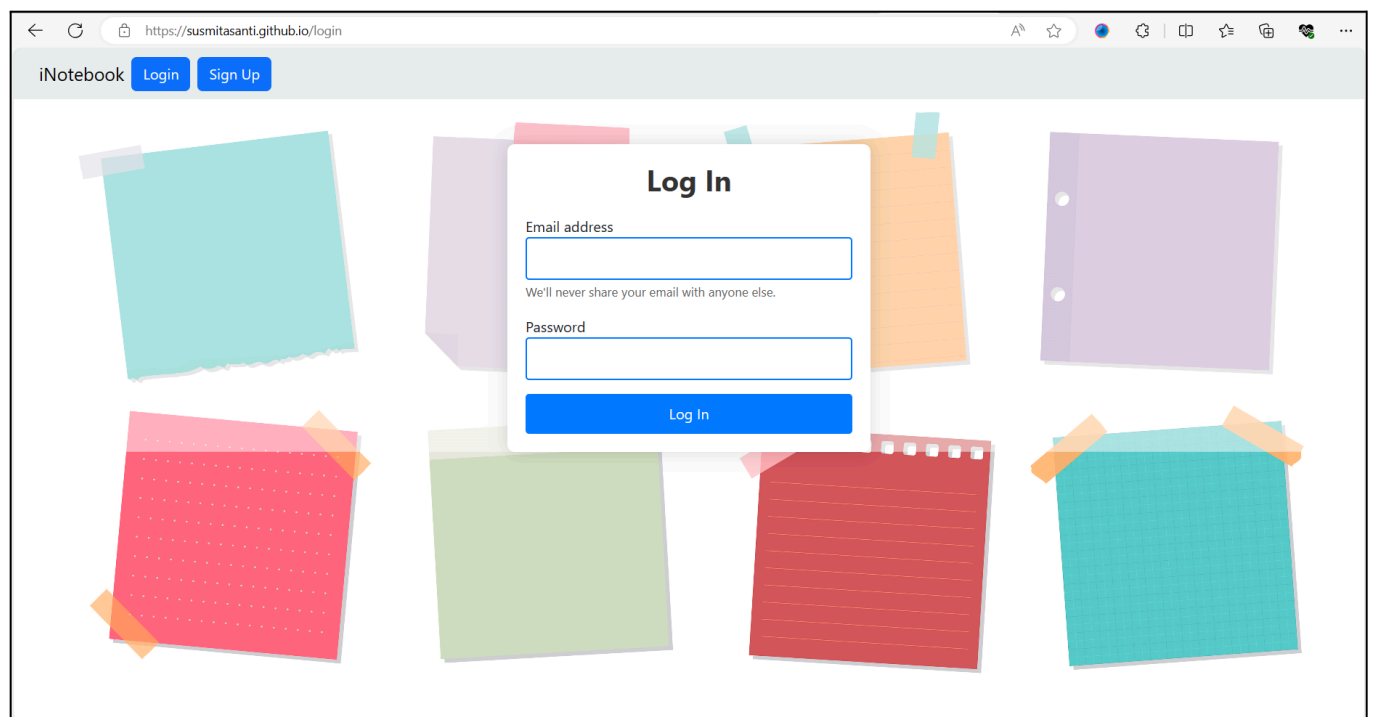 https://susmitasanti.github.io/login
iNotebook Login Sign Up
Log In
Email address
We'll never share your email with anyone else.
Password
Log In